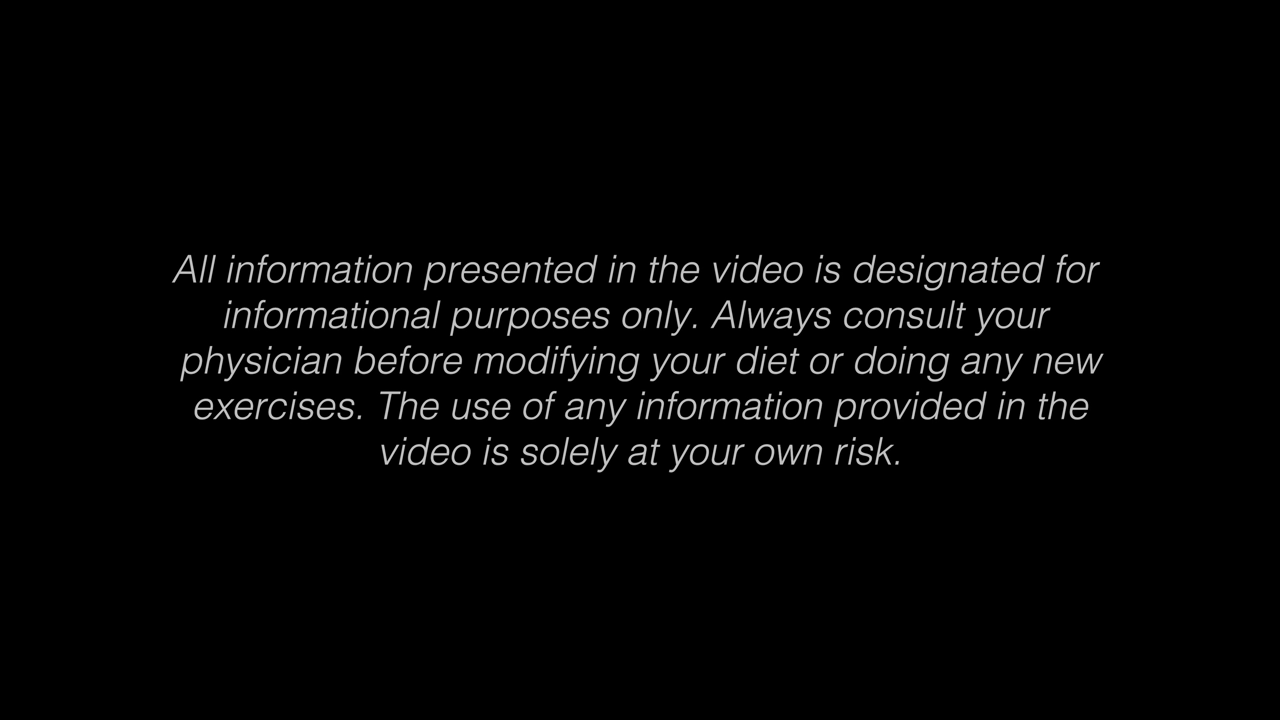 All information presented in the video is designated for
informational purposes only. Always consult your
physician before modifying your diet or doing any new
exercises. The use of any information provided in the
video is solely at your own risk.